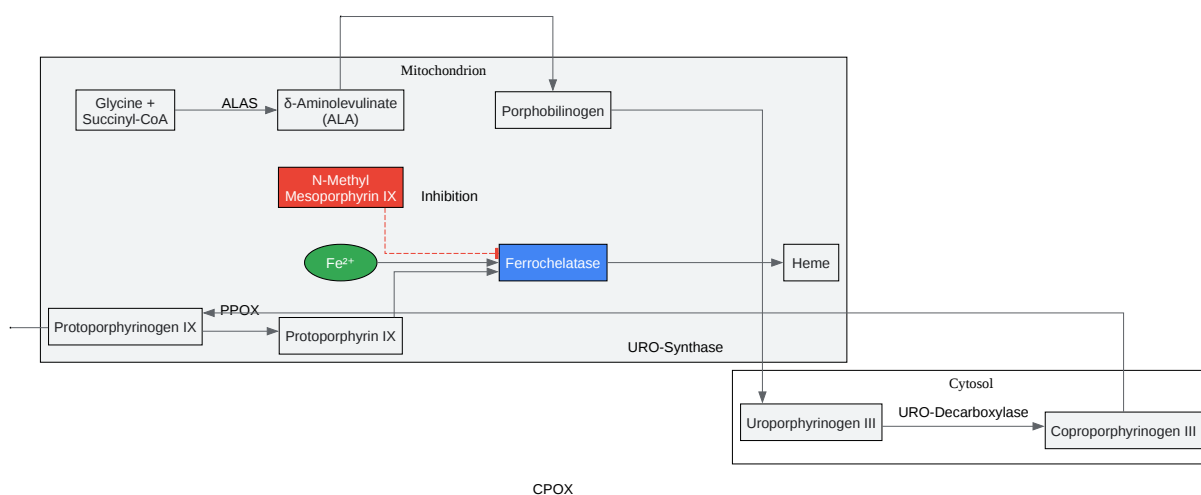 Mitochondrion
Glycine +
Succinyl-CoA
ALAS
δ-Aminolevulinate
(ALA)
Porphobilinogen
N-Methyl
Mesoporphyrin IX
Inhibition
Fe²⁺
Ferrochelatase
Heme
Protoporphyrinogen IX
PPOX
Protoporphyrin IX
URO-Synthase
Cytosol
Uroporphyrinogen III
URO-Decarboxylase
Coproporphyrinogen III
CPOX